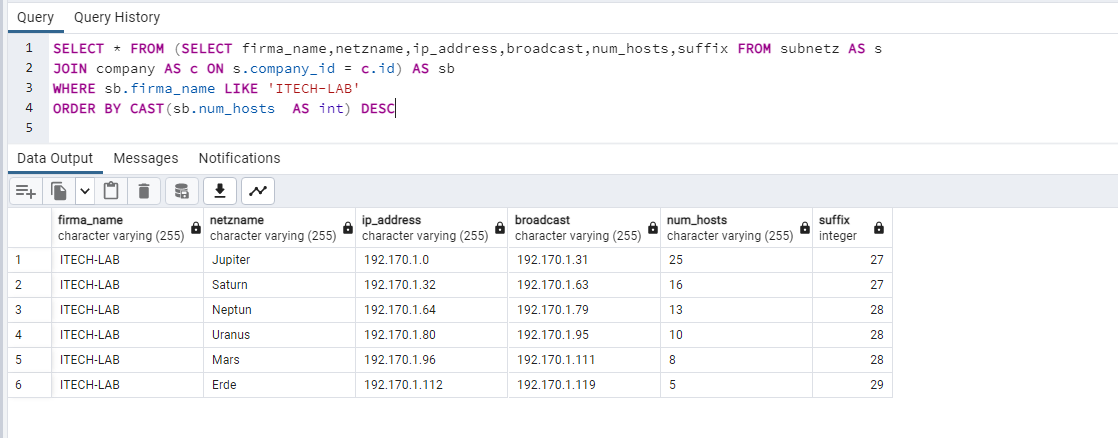 Query Query History
1 SELECT * FROM (SELECT firma_name,netzname,ip_address,broadcast,num_hosts,suffix FROM subnetz AS s
2 JOIN company AS c ON s.company_id = c.id) AS sb
3 WHERE sb.firma_name LIKE 'ITECH-LAB'
4 ORDER BY CAST(sb.num_hosts  AS int) DESC
5
Data Output Messages Notifications
firma_name netzname ip_address broadcast num_hosts suffix
character varying (255) character varying (255) character varying (255) character varying (255) character varying (255) integer
1 ITECH-LAB Jupiter 192.170.1.0 192.170.1.31 25 27
2 ITECH-LAB Saturn 192.170.1.32 192.170.1.63 16 27
3 ITECH-LAB Neptun 192.170.1.64 192.170.1.79 13 28
4 ITECH-LAB Uranus 192.170.1.80 192.170.1.95 10 28
5 ITECH-LAB Mars 192.170.1.96 192.170.1.111 8 28
6 ITECH-LAB Erde 192.170.1.112 192.170.1.119 5 29